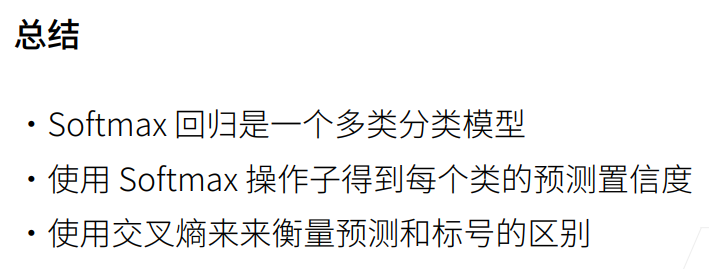 总结
• Softmax 回归是一个多类分类模型
• 使用 Softmax 操作子得到每个类的预测置信度
• 使用交叉熵来来衡量预测和标号的区别